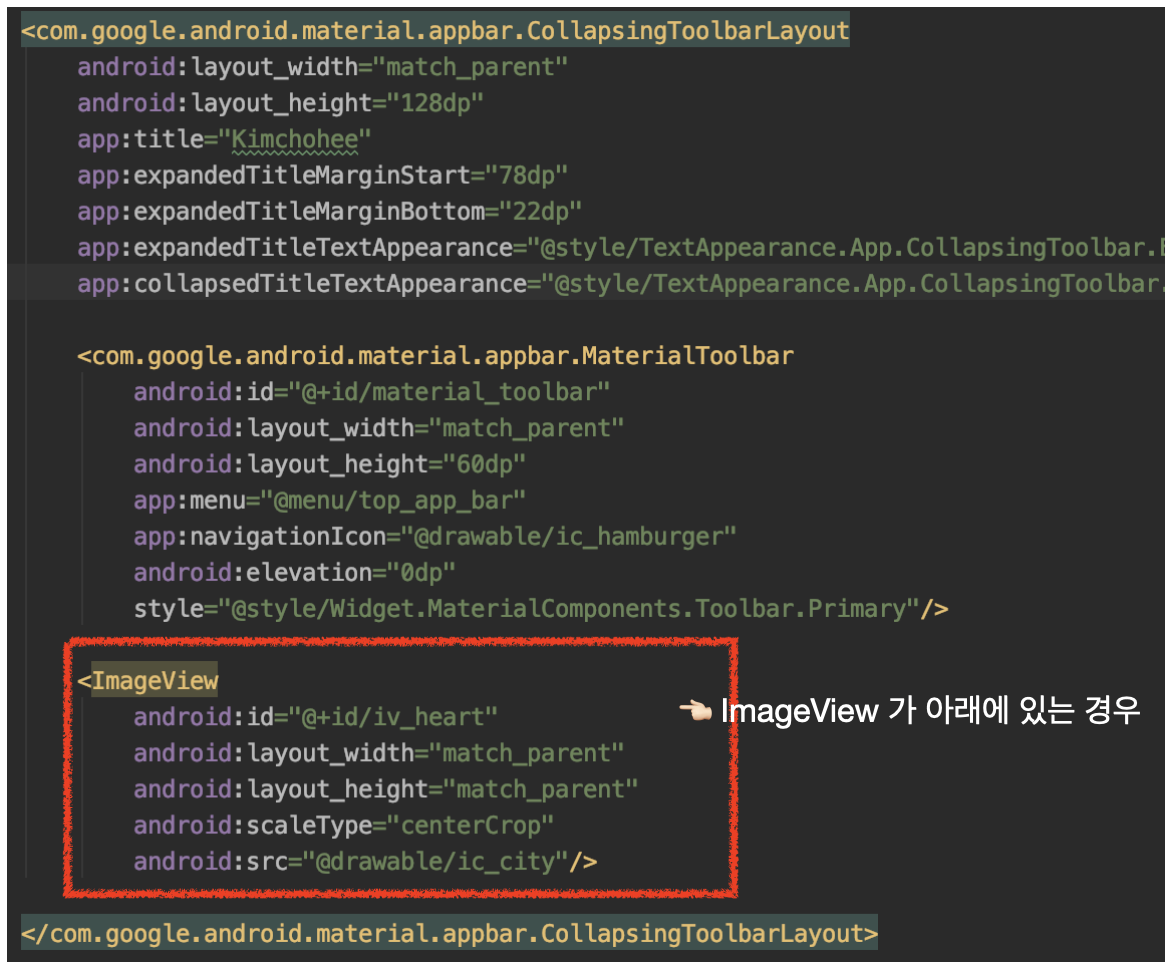 <com.google.android.material.appbar.CollapsingToolbarLayout
android:layout_width="match_parent"
android:layout_height="128dp"
app:title="Kimchohee"
app:expandedTitleMarginStart="78dp"
app:expandedTitleMarginBottom="22dp"
app:expandedTitleTextAppearance="@style/TextAppearance.App.CollapsingToolbar.
app:collapsedTitleTextAppearance="@style/TextAppearance.App.CollapsingToolbar.
<com.google.android.material.appbar.MaterialToolbar
android:id="@+id/material_toolbar"
android:layout_width="match_parent"
android:layout_height="60dp"
app:menu="@menu/top_app_bar"
app:navigationIcon="@drawable/ic_hamburger"
android:elevation="0dp"
style="@style/Widget.MaterialComponents.Toolbar.Primary"/>
<ImageView
android:id="@+id/iv_heart"
👈🏻 ImageView 가 아래에 있는 경우
android:layout_width="match_parent"
android:layout_height="match_parent"
android:scaleType="centerCrop"
android:src="@drawable/ic_city"/>
</com.google.android.material.appbar.CollapsingToolbarLayout>